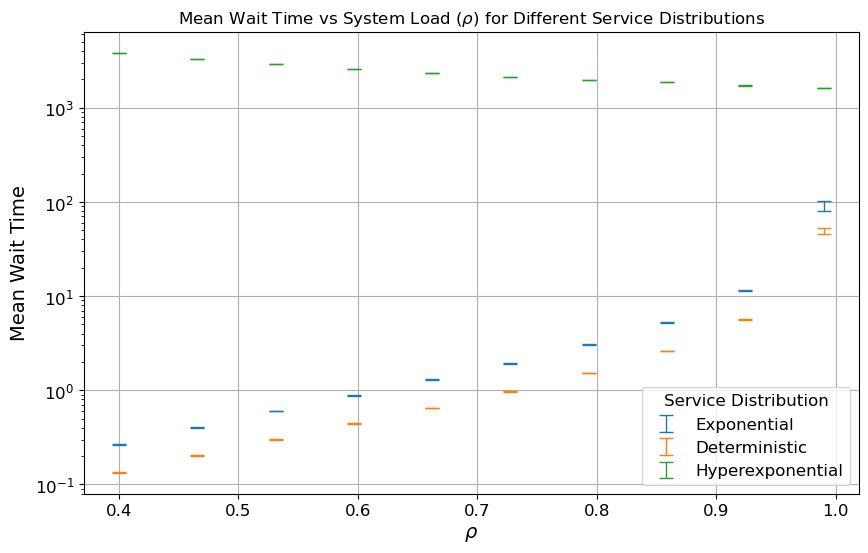 Mean Wait Time vs System Load (ρ) for Different Service Distributions
Mean Wait Time
10³
10²
10¹
10⁰
10⁻¹
Service Distribution
Exponential
Deterministic
Hyperexponential
0.4 0.5 0.6 0.7 0.8 0.9 1.0
ρ